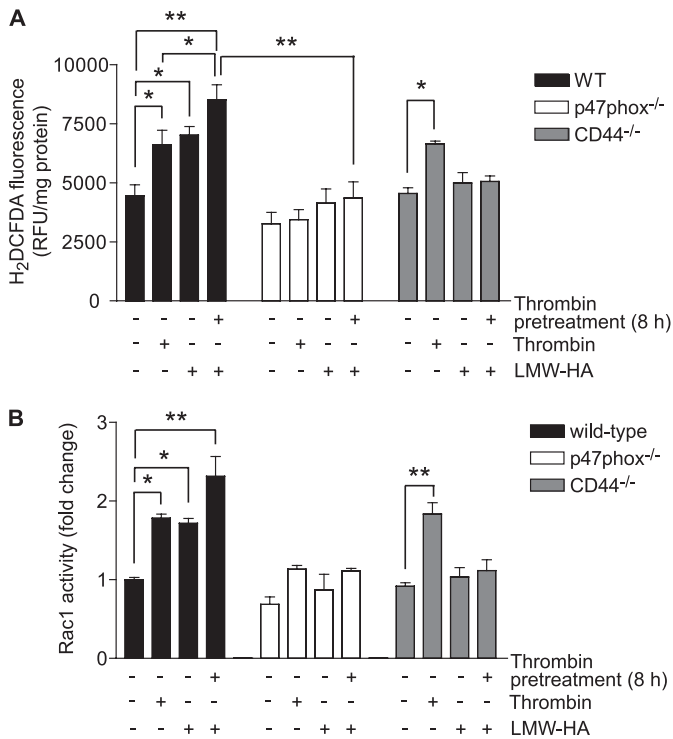 A
**
**
*
*
*
*
10000
7500
5000
2500
0
H₂DCFDA fluorescence
(RFU/mg protein)
WT
p47phox-/-
CD44-/-
Thrombin
- - - + - - - + - - - + pretreatment (8 h)
- + - - - + - - - + - - Thrombin
- - + + - - + + - - + + LMW-HA
B
**
*
*
**
3
2
1
0
Rac1 activity (fold change)
wild-type
p47phox-/-
CD44-/-
Thrombin
- - - + - - - + - - - + pretreatment (8 h)
- + - - - + - - - + - - Thrombin
- - + + - - + + - - + + LMW-HA